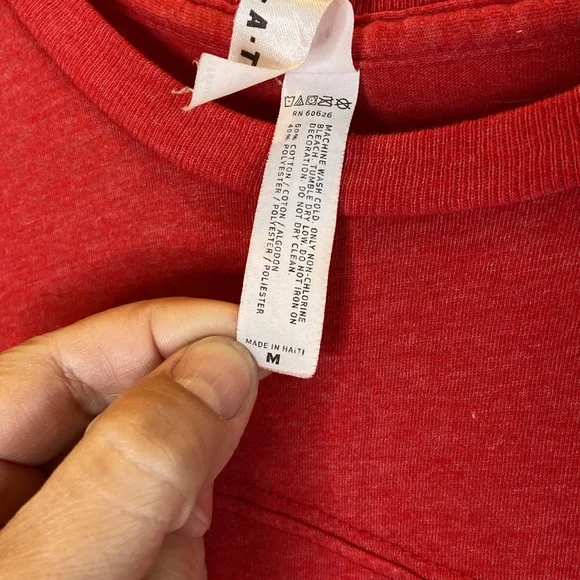 ·A·T
RN 60626
MACHINE WASH COLD. ONLY NON-CHLORINE
BLEACH. TUMBLE DRY LOW. DO NOT IRON ON
DECORATION. DO NOT DRY CLEAN.
60% COTTON / COTON / ALGODON
40% POLYESTER / POLYESTER / POLIESTER
MADE IN HAITI
M